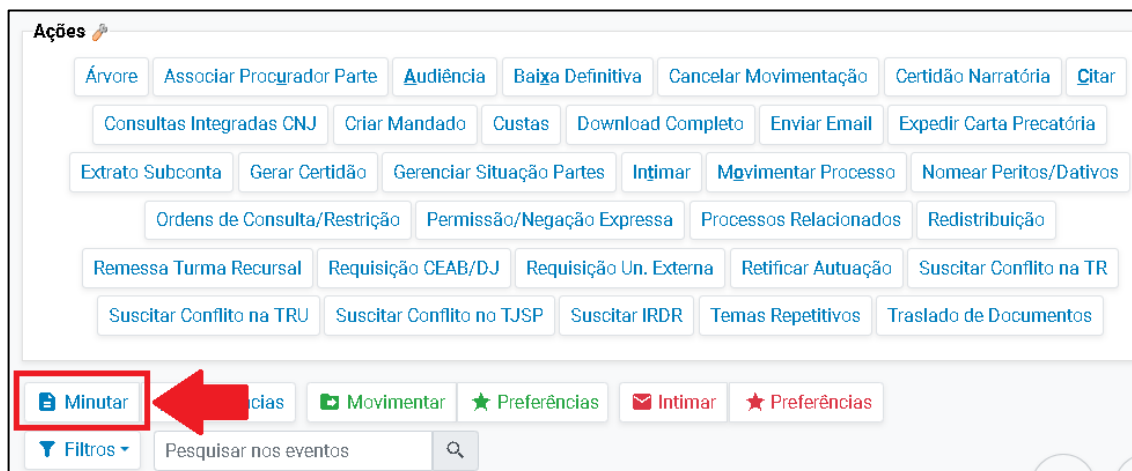 Ações
Árvore Associar Procurador Parte Audiência Baixa Definitiva Cancelar Movimentação Certidão Narratória Citar
Consultas Integradas CNJ Criar Mandado Custas Download Completo Enviar Email Expedir Carta Precatória
Extrato Subconta Gerar Certidão Gerenciar Situação Partes Intimar Movimentar Processo Nomear Peritos/Dativos
Ordens de Consulta/Restrição Permissão/Negação Expressa Processos Relacionados Redistribuição
Remessa Turma Recursal Requisição CEAB/DJ Requisição Un. Externa Retificar Autuação Suscitar Conflito na TR
Suscitar Conflito na TRU Suscitar Conflito no TJSP Suscitar IRDR Temas Repetitivos Traslado de Documentos
Minutar ncias Movimentar Preferências Intimar Preferências
Filtros Pesquisar nos eventos